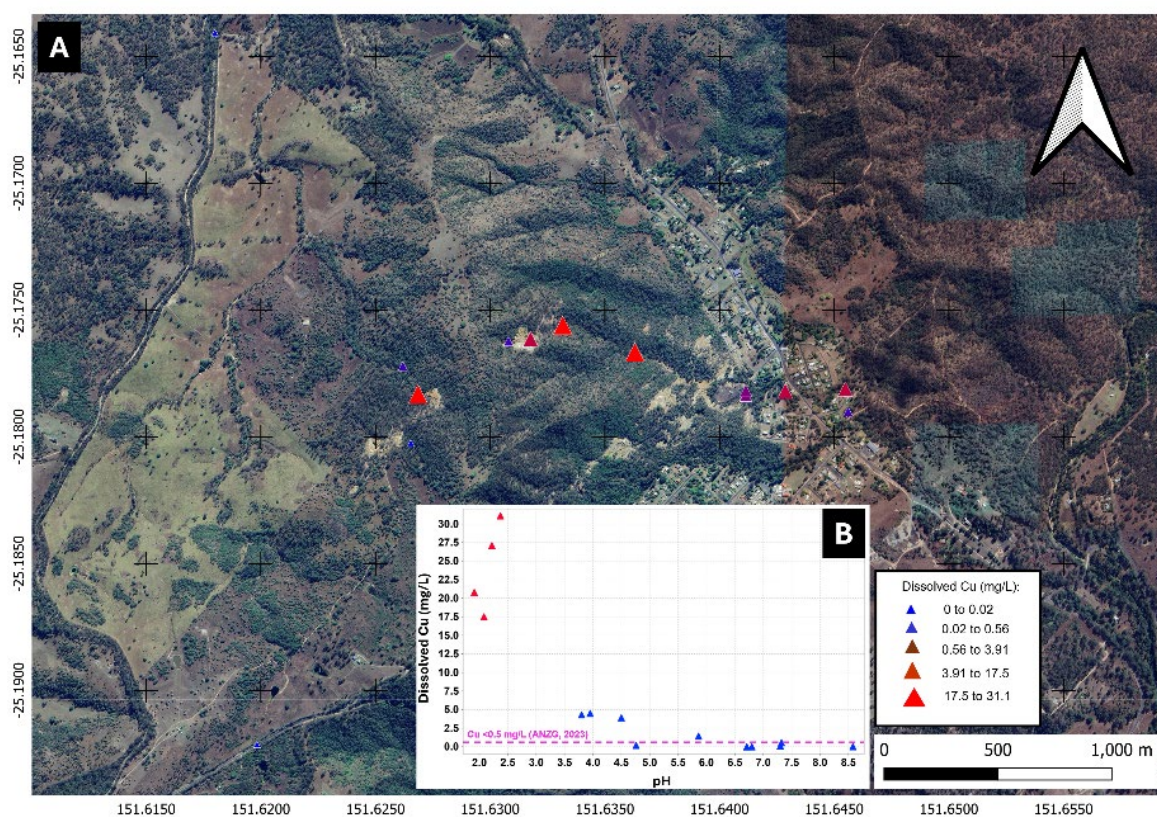 A
-25.1650
-25.1700
-25.1750
-25.1800
-25.1850
-25.1900
B
30.0
27.5
25.0
22.5
20.0
17.5
15.0
12.5
10.0
7.5
5.0
2.5
0.0
Dissolved Cu (mg/L)
Cu <0.5 mg/L (ANZG, 2023)
2.0 2.5 3.0 3.5 4.0 4.5 5.0 5.5 6.0 6.5 7.0 7.5 8.0 8.5
pH
Dissolved Cu (mg/L):
0 to 0.02
0.02 to 0.56
0.56 to 3.91
3.91 to 17.5
17.5 to 31.1
0 500 1,000 m
151.6150 151.6200 151.6250 151.6300 151.6350 151.6400 151.6450 151.6500 151.6550